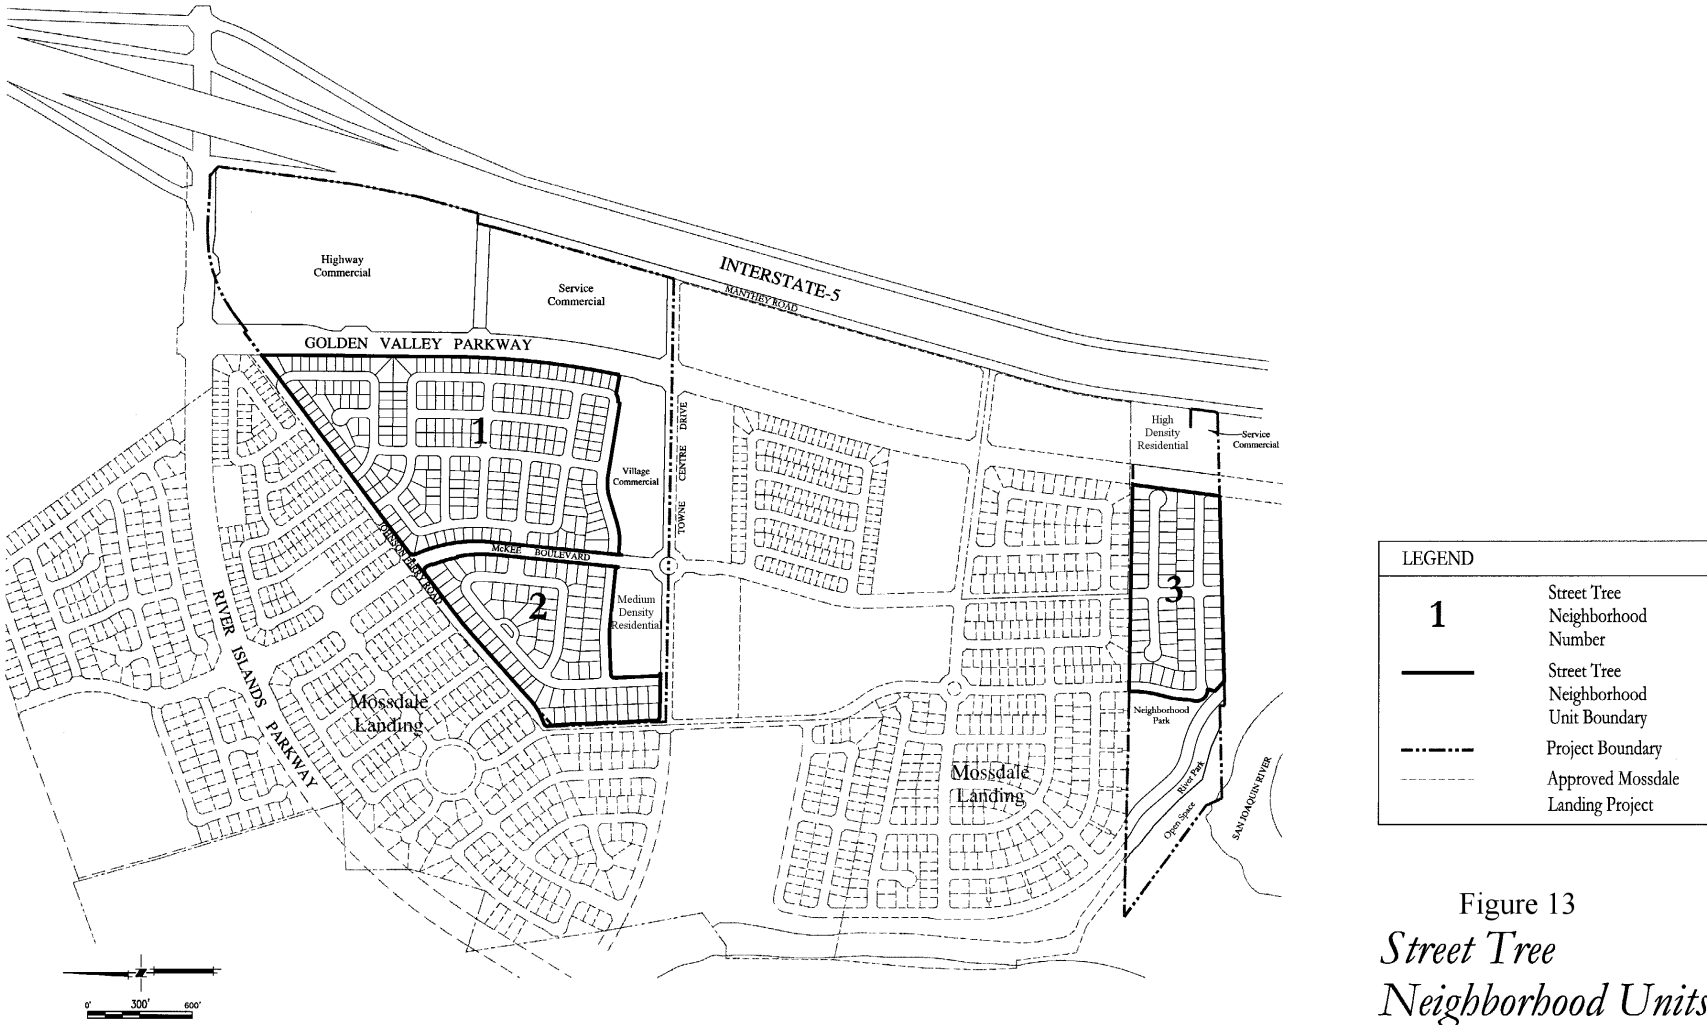 INTERSTATE-5
MANTHEY ROAD
Highway
Commercial
Service
Commercial
GOLDEN VALLEY PARKWAY
1
Village
Commercial
TOWNE CENTRE DRIVE
High
Density
Residential
Service
Commercial
JOHNSON FERRY ROAD
McKEE BOULEVARD
2
Medium
Density
Residential
3
RIVER ISLANDS PARKWAY
Mossdale
Landing
Mossdale
Landing
Neighborhood
Park
River Park
Open Space
SAN JOAQUIN RIVER
0' 300' 600'
LEGEND
1
Street Tree
Neighborhood
Number
Street Tree
Neighborhood
Unit Boundary
Project Boundary
Approved Mossdale
Landing Project
Figure 13
Street Tree
Neighborhood Units